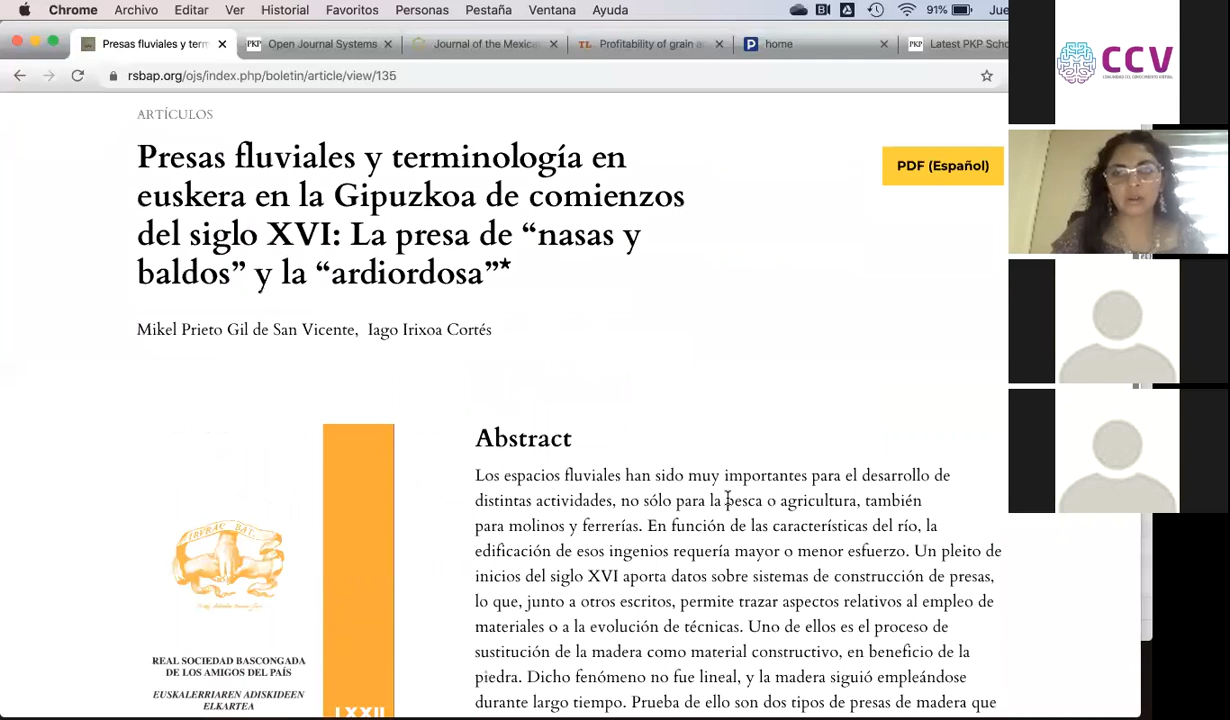 Chrome Archivo Editar Ver Historial Favoritos Personas Pestaña Ventana Ayuda 91% Jue
Presas fluviales y term Open Journal Systems Journal of the Mexica Profitability of grain a home Latest PKP Scho
rsbap.org/ojs/index.php/boletin/article/view/135
CCV
ARTÍCULOS
Presas fluviales y terminología en
euskera en la Gipuzkoa de comienzos
del siglo XVI: La presa de “nasas y
baldos” y la “ardiordosa”*
PDF (Español)
Mikel Prieto Gil de San Vicente, Iago Irixoa Cortés
Abstract
Los espacios fluviales han sido muy importantes para el desarrollo de
distintas actividades, no sólo para la pesca o agricultura, también
para molinos y ferrerías. En función de las características del río, la
edificación de esos ingenios requería mayor o menor esfuerzo. Un pleito de
inicios del siglo XVI aporta datos sobre sistemas de construcción de presas,
lo que, junto a otros escritos, permite trazar aspectos relativos al empleo de
materiales o a la evolución de técnicas. Uno de ellos es el proceso de
sustitución de la madera como material constructivo, en beneficio de la
piedra. Dicho fenómeno no fue lineal, y la madera siguió empleándose
durante largo tiempo. Prueba de ello son dos tipos de presas de madera que
IRURAC BAT
REAL SOCIEDAD BASCONGADA
DE LOS AMIGOS DEL PAÍS
EUSKALERRIAREN ADISKIDEEN
ELKARTEA
LXXII